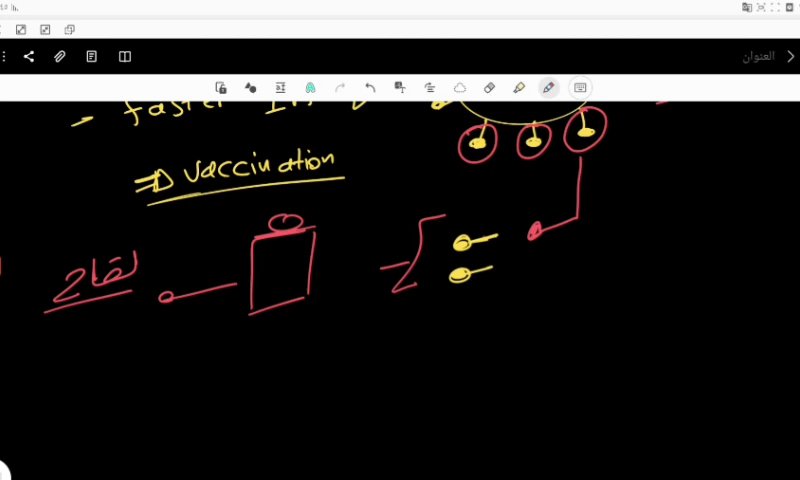 العنوان
- faster
⇒ vaccination
لقاح